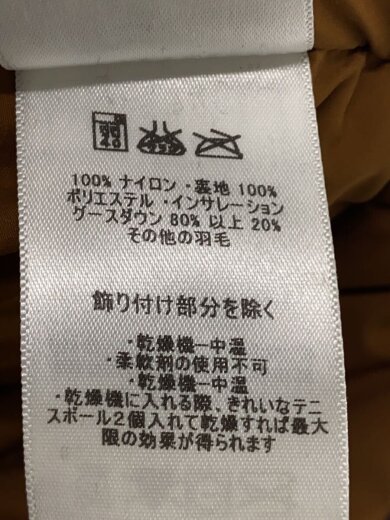 100% ナイロン ・裏地 100%
ポリエステル ・インサレーション
グースダウン 80% 以上 20%
その他の羽毛
飾り付け部分を除く
・乾燥機ー中温
・柔軟剤の使用不可
・乾燥機ー中温
・乾燥機に入れる際、きれいなテニ
スボール2個入れて乾燥すれば最大
限の効果が得られます